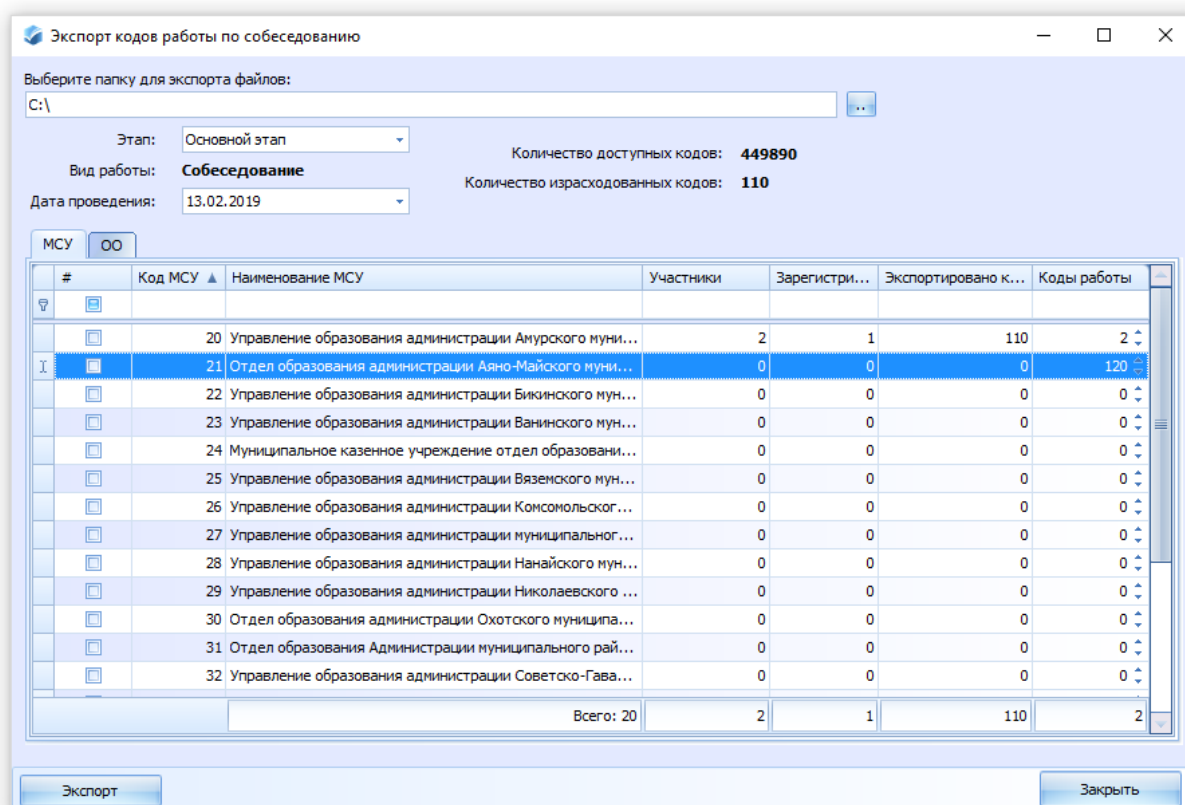 Экспорт кодов работы по собеседованию
Выберите папку для экспорта файлов:
C:\
..
Этап: Основной этап
Количество доступных кодов: 449890
Вид работы: Собеседование
Количество израсходованных кодов: 110
Дата проведения: 13.02.2019
МСУ ОО
# Код МСУ Наименование МСУ Участники Зарегистри... Экспортировано к... Коды работы
20 Управление образования администрации Амурского муни... 2 1 110 2
21 Отдел образования администрации Аяно-Майского муни... 0 0 0 120
22 Управление образования администрации Бикинского мун... 0 0 0 0
23 Управление образования администрации Ванинского мун... 0 0 0 0
24 Муниципальное казенное учреждение отдел образовани... 0 0 0 0
25 Управление образования администрации Вяземского мун... 0 0 0 0
26 Управление образования администрации Комсомольског... 0 0 0 0
27 Управление образования администрации муниципальног... 0 0 0 0
28 Управление образования администрации Нанайского мун... 0 0 0 0
29 Управление образования администрации Николаевского ... 0 0 0 0
30 Отдел образования администрации Охотского муниципа... 0 0 0 0
31 Отдел образования Администрации муниципального рай... 0 0 0 0
32 Управление образования администрации Советско-Гава... 0 0 0 0
Всего: 20 2 1 110 2
Экспорт Закрыть